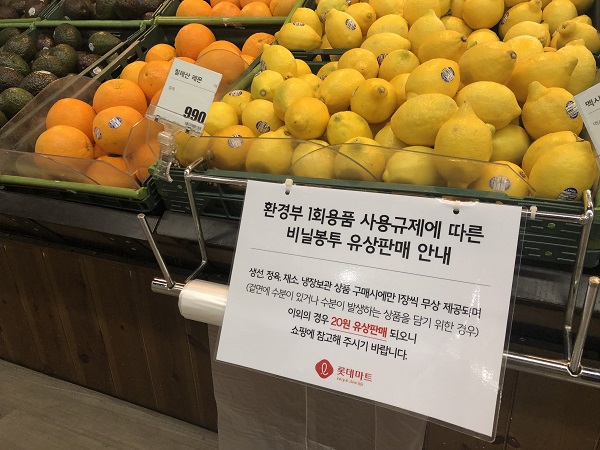 칠레산 레몬
990
멕시
환경부 1회용품 사용규제에 따른
비닐봉투 유상판매 안내
생선, 정육, 채소, 냉장보관 상품 구매시에만 1장씩 무상 제공되며
(겉면에 수분이 있거나 수분이 발생하는 상품을 담기 위한 경우)
이외의 경우 20원 유상판매 되오니
쇼핑에 참고해 주시기 바랍니다.
롯데마트